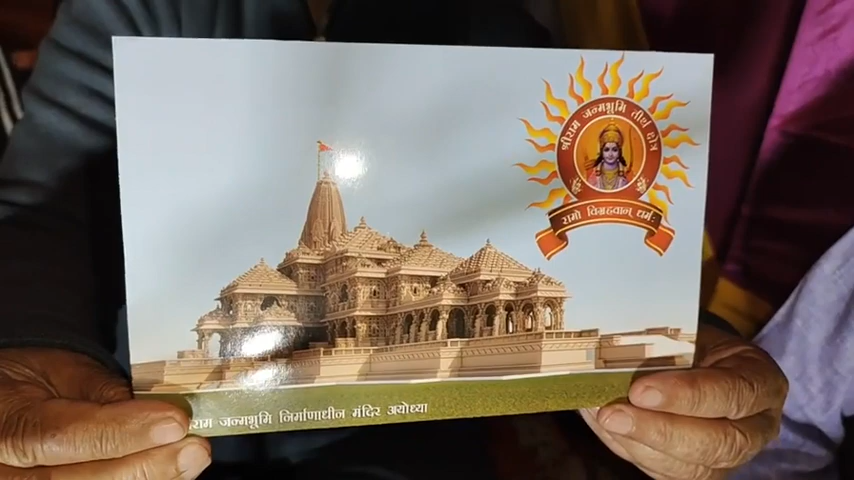 श्रीराम जन्मभूमि तीर्थ क्षेत्र
रामो विग्रहवान् धर्मः
जन्मभूमि निर्माणाधीन मंदिर अयोध्या